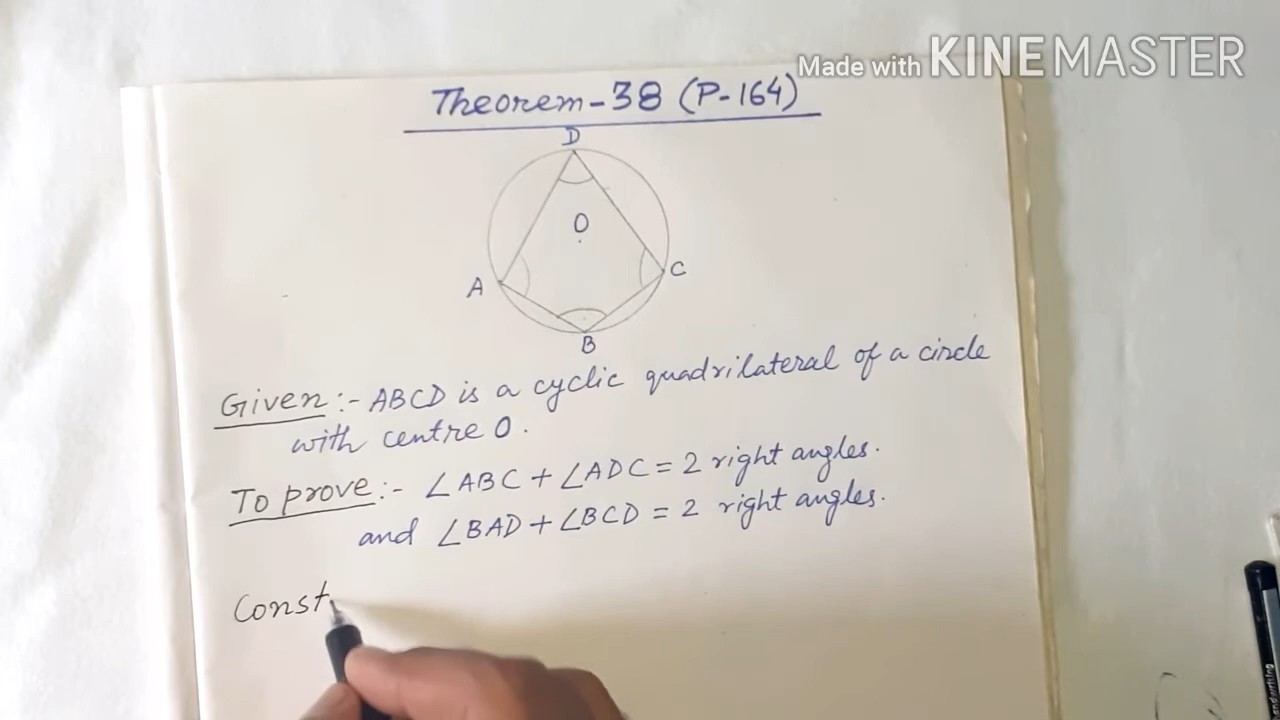 Made with KINEMASTER
Theorem-38 (P-164)
D
O
A
C
B
Given:- ABCD is a cyclic quadrilateral of a circle
with centre O.
To prove:- ∠ABC + ∠ADC = 2 right angles.
and ∠BAD + ∠BCD = 2 right angles.
Const